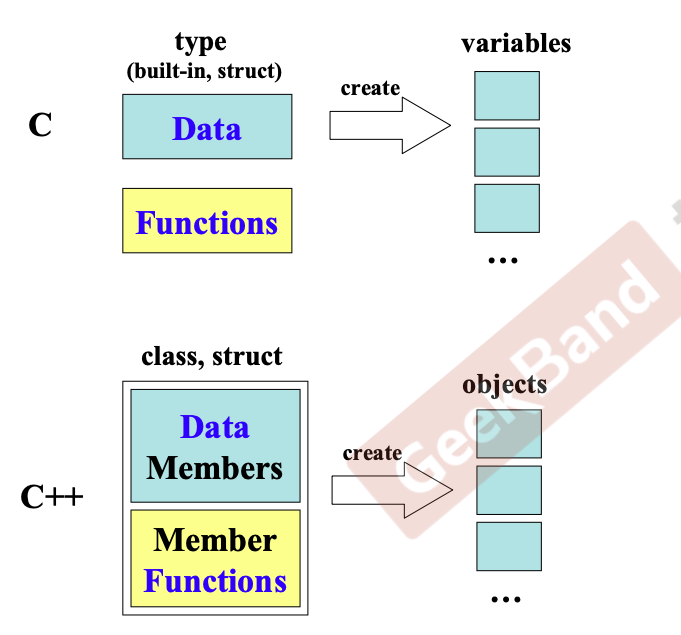 type
(built-in, struct)
variables
create
C
Data
Functions
...
class, struct
objects
Data
Members
create
C++
Member
Functions
...
GeekBand